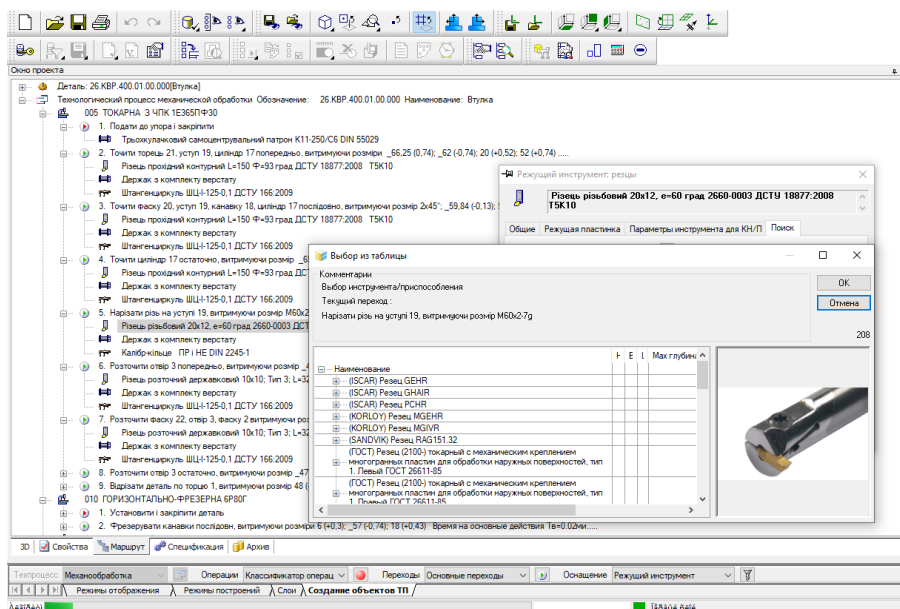 Окно проекта
Деталь: 26.КВР.400.01.00.000[Втулка]
Технологический процесс механической обработки Обозначение: 26.КВР.400.01.00.000 Наименование: Втулка
005 ТОКАРНА З ЧПК 1Е365ПФ30
1. Подати до упора і закріпити
Трьохкулачковий самоцентрувальний патрон К11-250/С6 DIN 55029
2. Точити торець 21, уступ 19, циліндр 17 попередньо, витримуючи розміри _66,25 (0,74); _62 (-0,74); 20 (+0,52); 52 (+0,74) .....
Різець прохідний контурний L=150 Ф=93 град ДСТУ 18877:2008 Т5К10
Держак з комплекту верстату
Штангенциркуль ШЦ-І-125-0,1 ДСТУ 166:2009
3. Точити фаску 20, уступ 19, канавку 18, циліндр 17 послідовно, витримуючи розмір 2х45°; _59,84 (-0,13);
Різець прохідний контурний L=150 Ф=93 град ДСТУ 18877:2008 Т5К10
Держак з комплекту верстату
Штангенциркуль ШЦ-І-125-0,1 ДСТУ 166:2009
4. Точити циліндр 17 остаточно, витримуючи розмір
Різець прохідний контурний L=150 Ф=93 град
Держак з комплекту верстату
Штангенциркуль ШЦ-І-125-0,1 ДСТУ 166:2009
5. Нарізати різь на уступі 19, витримуючи розмір М60х2
Різець різьбовий 20х12, е=60 град 2660-0003 ДСТ
Держак з комплекту верстату
Калібр-кільце ПР і НЕ DIN 2245-1
6. Розточити отвір 3 попередньо, витримуючи розмір
Різець розточний державковий 10х10; Тип 3; L=32
Держак з комплекту верстату
Штангенциркуль ШЦ-І-125-0,1 ДСТУ 166:2009
7. Розточити фаску 22, отвір 3, фаску 2 витримуючи роз
Різець розточний державковий 10х10; Тип 3; L=32
Держак з комплекту верстату
Штангенциркуль ШЦ-І-125-0,1 ДСТУ 166:2009
8. Розточити отвір 3 остаточно, витримуючи розмір _47
9. Відрізати деталь по торцю 1, витримуючи розмір 48 (
010 ГОРИЗОНТАЛЬНО-ФРЕЗЕРНА 6Р80Г
1. Установити і закріпити деталь
2. Фрезерувати канавки послідовн, витримуючи розміри 6 (+0,3); _57 (-0,74); 18 (+0,43) Время на основные действия Тв=0.02ми.....
Режущий инструмент: резцы
Різець різьбовий 20х12, е=60 град 2660-0003 ДСТУ 18877:2008
Т5К10
Общие Режущая пластинка Параметры инструмента для КН/П Поиск
Выбор из таблицы
Комментарии
Выбор инструмента/приспособления
Текущий переход :
Нарізати різь на уступі 19, витримуючи розмір М60х2-7g
OK
Отмена
208
Max глубина
Наименование
(ISCAR) Резец GEHR
(ISCAR) Резец GHAIR
(ISCAR) Резец PCHR
(KORLOY) Резец MGEHR
(KORLOY) Резец MGIVR
(SANDVIK) Резец RAG151.32
(ГОСТ) Резец (2100-) токарный с механическим креплением
многогранных пластин для обработки наружных поверхностей, тип
1. Левый ГОСТ 26611-85
(ГОСТ) Резец (2100-) токарный с механическим креплением
многогранных пластин для обработки наружных поверхностей, тип
1. Правый ГОСТ 26611-85
3D Свойства Маршрут Спецификация Архив
Техпроцесс Механообработка Операции Классификатор операц Переходы Основные переходы Оснащение Режущий инструмент
Режимы отображения Режимы построений Слои Создание объектов ТП